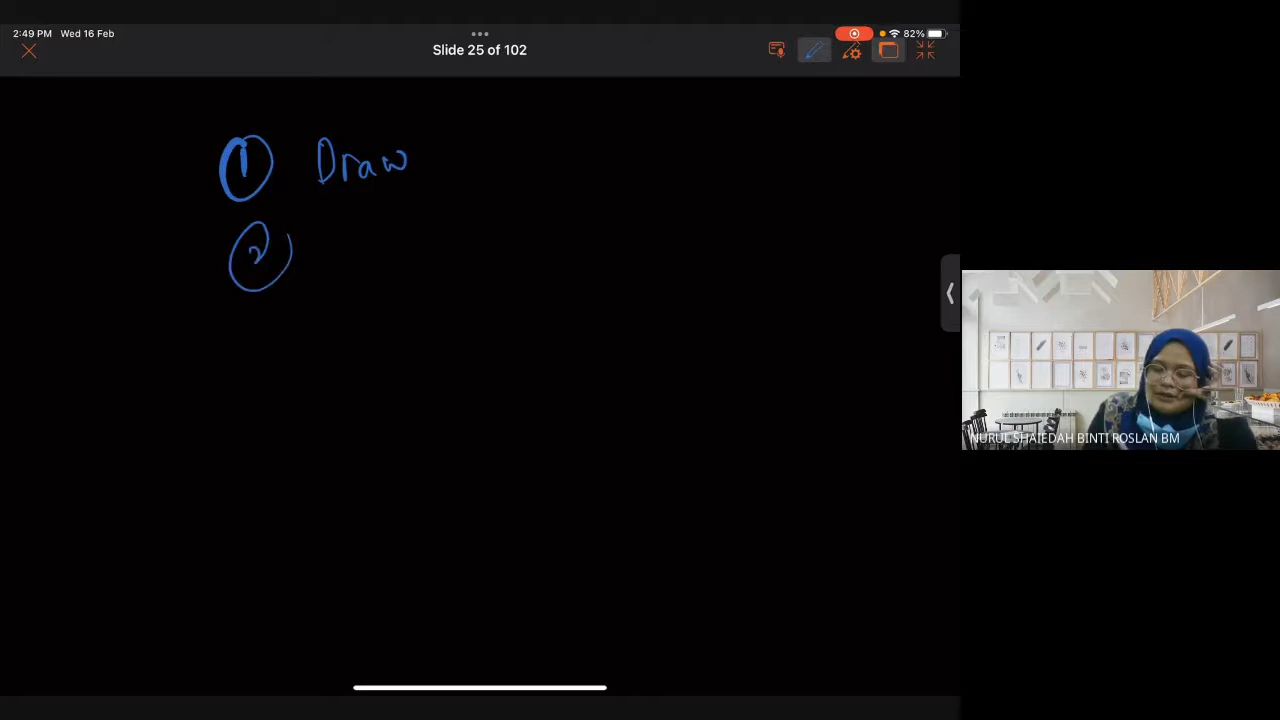 2:49 PM Wed 16 Feb
82%
Slide 25 of 102
1 Draw
2
NURUL SHAIEDAH BINTI ROSLAN BM